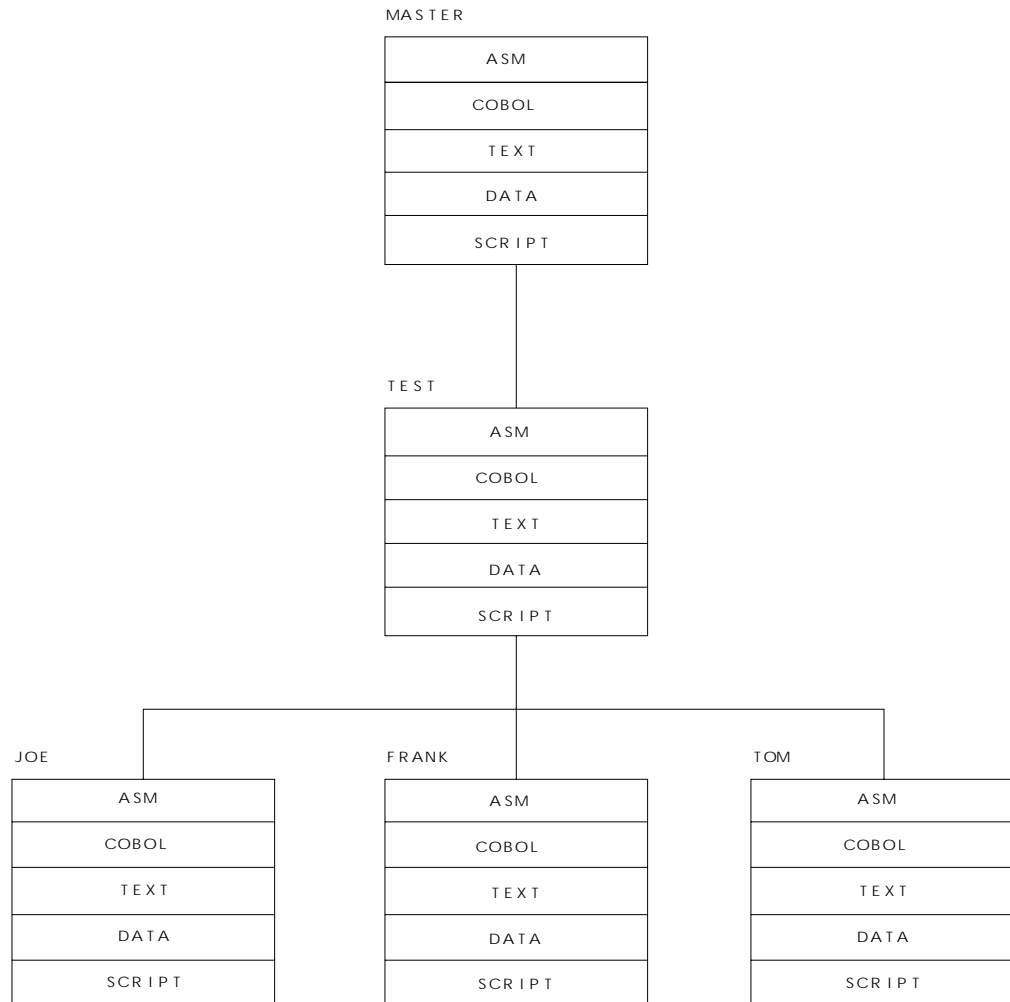 MASTER
ASM
COBOL
TEXT
DATA
SCRIPT
TEST
ASM
COBOL
TEXT
DATA
SCRIPT
JOE
ASM
COBOL
TEXT
DATA
SCRIPT
FRANK
ASM
COBOL
TEXT
DATA
SCRIPT
TOM
ASM
COBOL
TEXT
DATA
SCRIPT